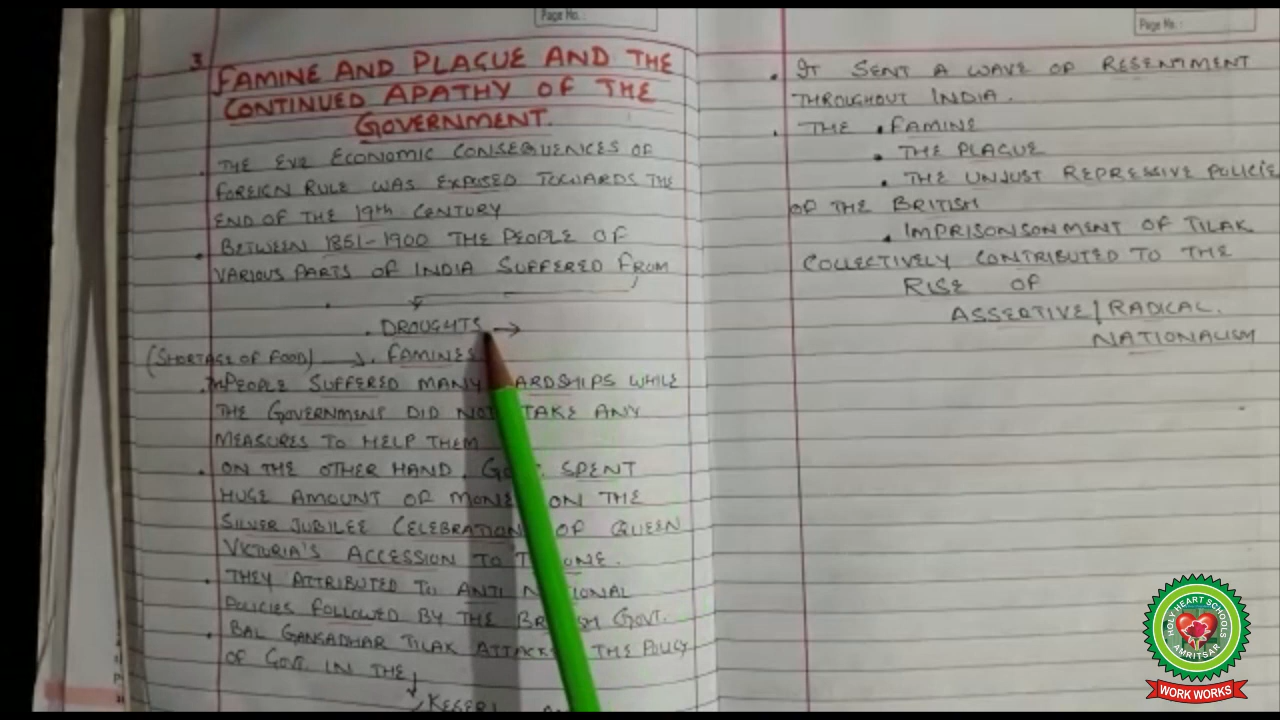 Page No. :
3
FAMINE AND PLAGUE AND THE
CONTINUED APATHY OF THE
GOVERNMENT.
. THE EVE ECONOMIC CONSEQUENCES OF
FOREIGN RULE WAS EXPOSED TOWARDS THE
END OF THE 19th CENTURY
. BETWEEN 1851-1900 THE PEOPLE OF
VARIOUS PARTS OF INDIA SUFFERED FROM
. DROUGHTS →
(SHORTAGE OF FOOD) → . FAMINES
PEOPLE SUFFERED MANY HARDSHIPS WHILE
THE GOVERNMENT DID NOT TAKE ANY
MEASURES TO HELP THEM
. ON THE OTHER HAND, SPENT
HUGE AMOUNT OF MONEY ON THE
SILVER JUBILEE CELEBRATION OF QUEEN
VICTORIA'S ACCESSION TO
. THEY ATTRIBUTED TO ANTI
POLICIES FOLLOWED BY THE GOVT.
. BAL GANGADHAR TILAK ATTACKS THE POLICY
OF GOVT. IN THE
KESERI
Page No. :
. IT SENT A WAVE OF RESENTIMENT
THROUGHOUT INDIA.
. THE . FAMINE
. THE PLAGUE
. THE UNJUST REPRESSIVE POLICIE
OF THE BRITISH
. IMPRISONSONMENT OF TILAK
COLLECTIVELY CONTRIBUTED TO THE
RISE OF
ASSERTIVE/RADICAL.
NATIONALISM
HOLY HEART SCHOOLS
AMRITSAR
WORK WORKS